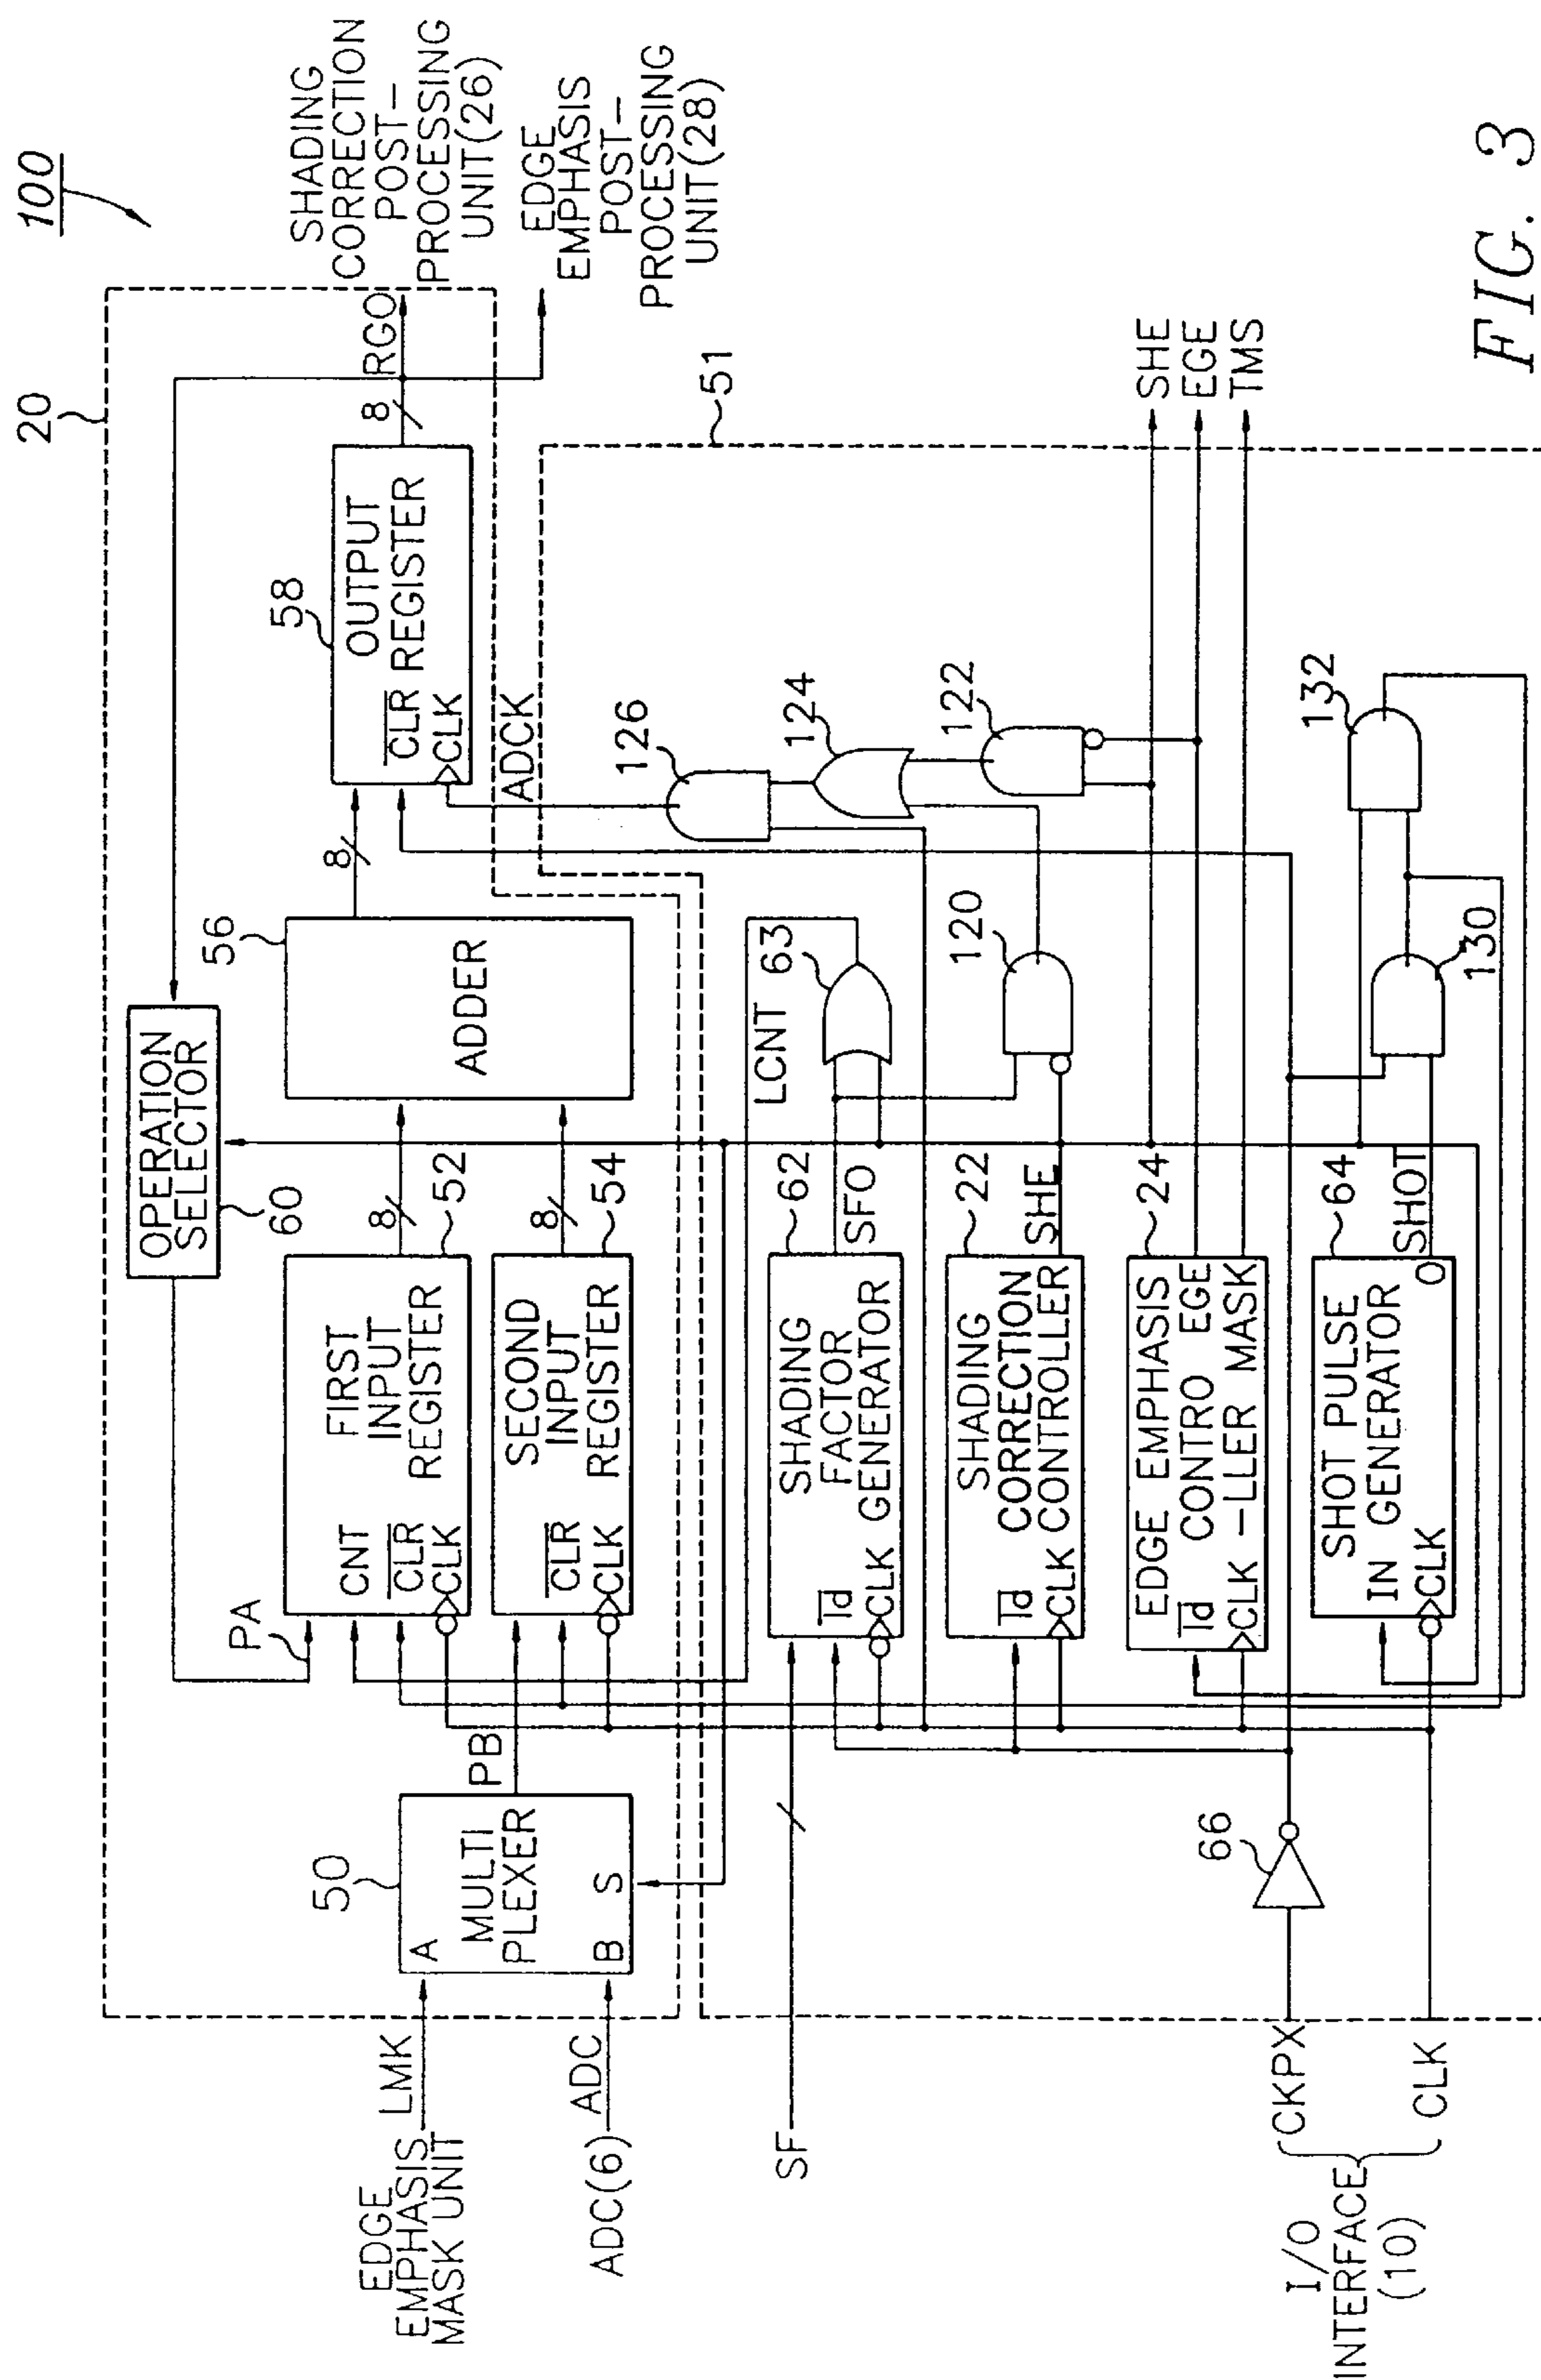 100
20
SHADING
CORRECTION
POST-
PROCESSING
UNIT(26)
EDGE
EMPHASIS
POST-
PROCESSING
UNIT(28)
RGO
8
OPERATION
SELECTOR
60
PA
FIRST
INPUT
REGISTER
CNT
CLR
CLK
8
52
SECOND
INPUT
REGISTER
CLR
CLK
8
54
56
ADDER
8
58
OUTPUT
REGISTER
CLR
CLK
ADCK
50
A
MULTI
PLEXER
B
S
PB
EDGE
EMPHASIS
MASK UNIT
LMK
ADC(6)
ADC
51
SF
SHADING
FACTOR
GENERATOR
Id
CLK
62
SFO
LCNT
63
SHADING
CORRECTION
CONTROLLER
Id
CLK
22
SHE
120
122
124
126
EDGE EMPHASIS
CONTRO EGE
-LLER MASK
Id
CLK
24
SHE
EGE
TMS
SHOT PULSE
GENERATOR
IN
CLK
O
64
SHOT
130
132
66
CKPX
CLK
I/O
INTERFACE
(10)
FIG. 3